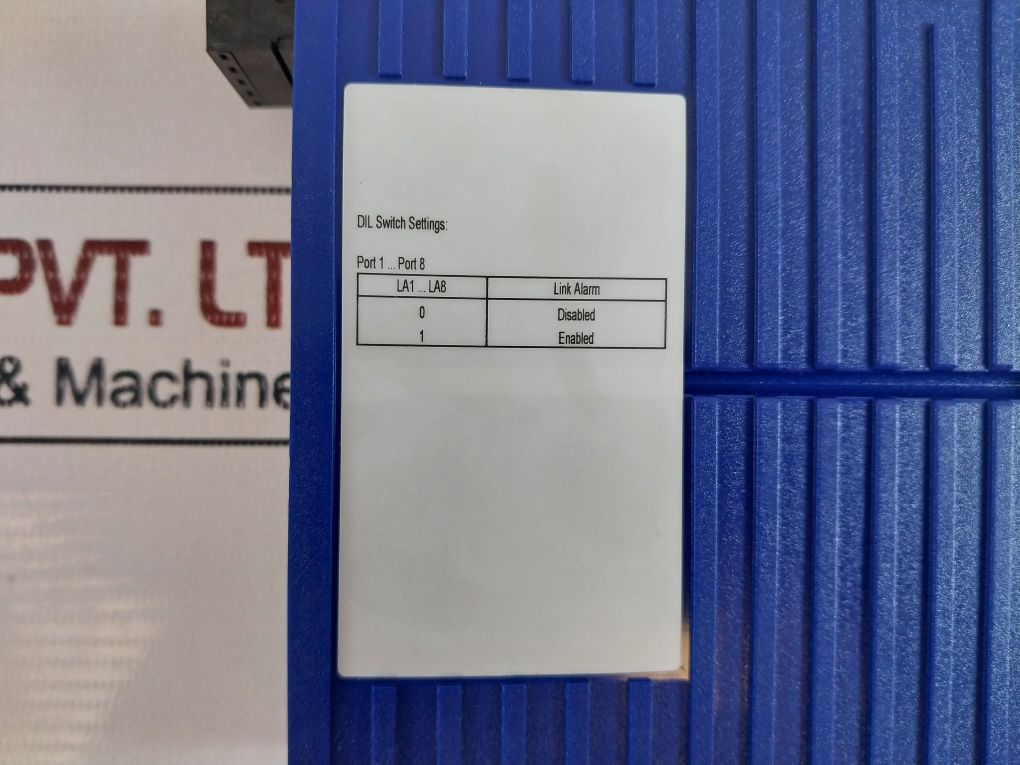 PVT. LT
& Machine
DIL Switch Settings:
Port 1 ... Port 8
LA1 ... LA8 Link Alarm
0 Disabled
1 Enabled